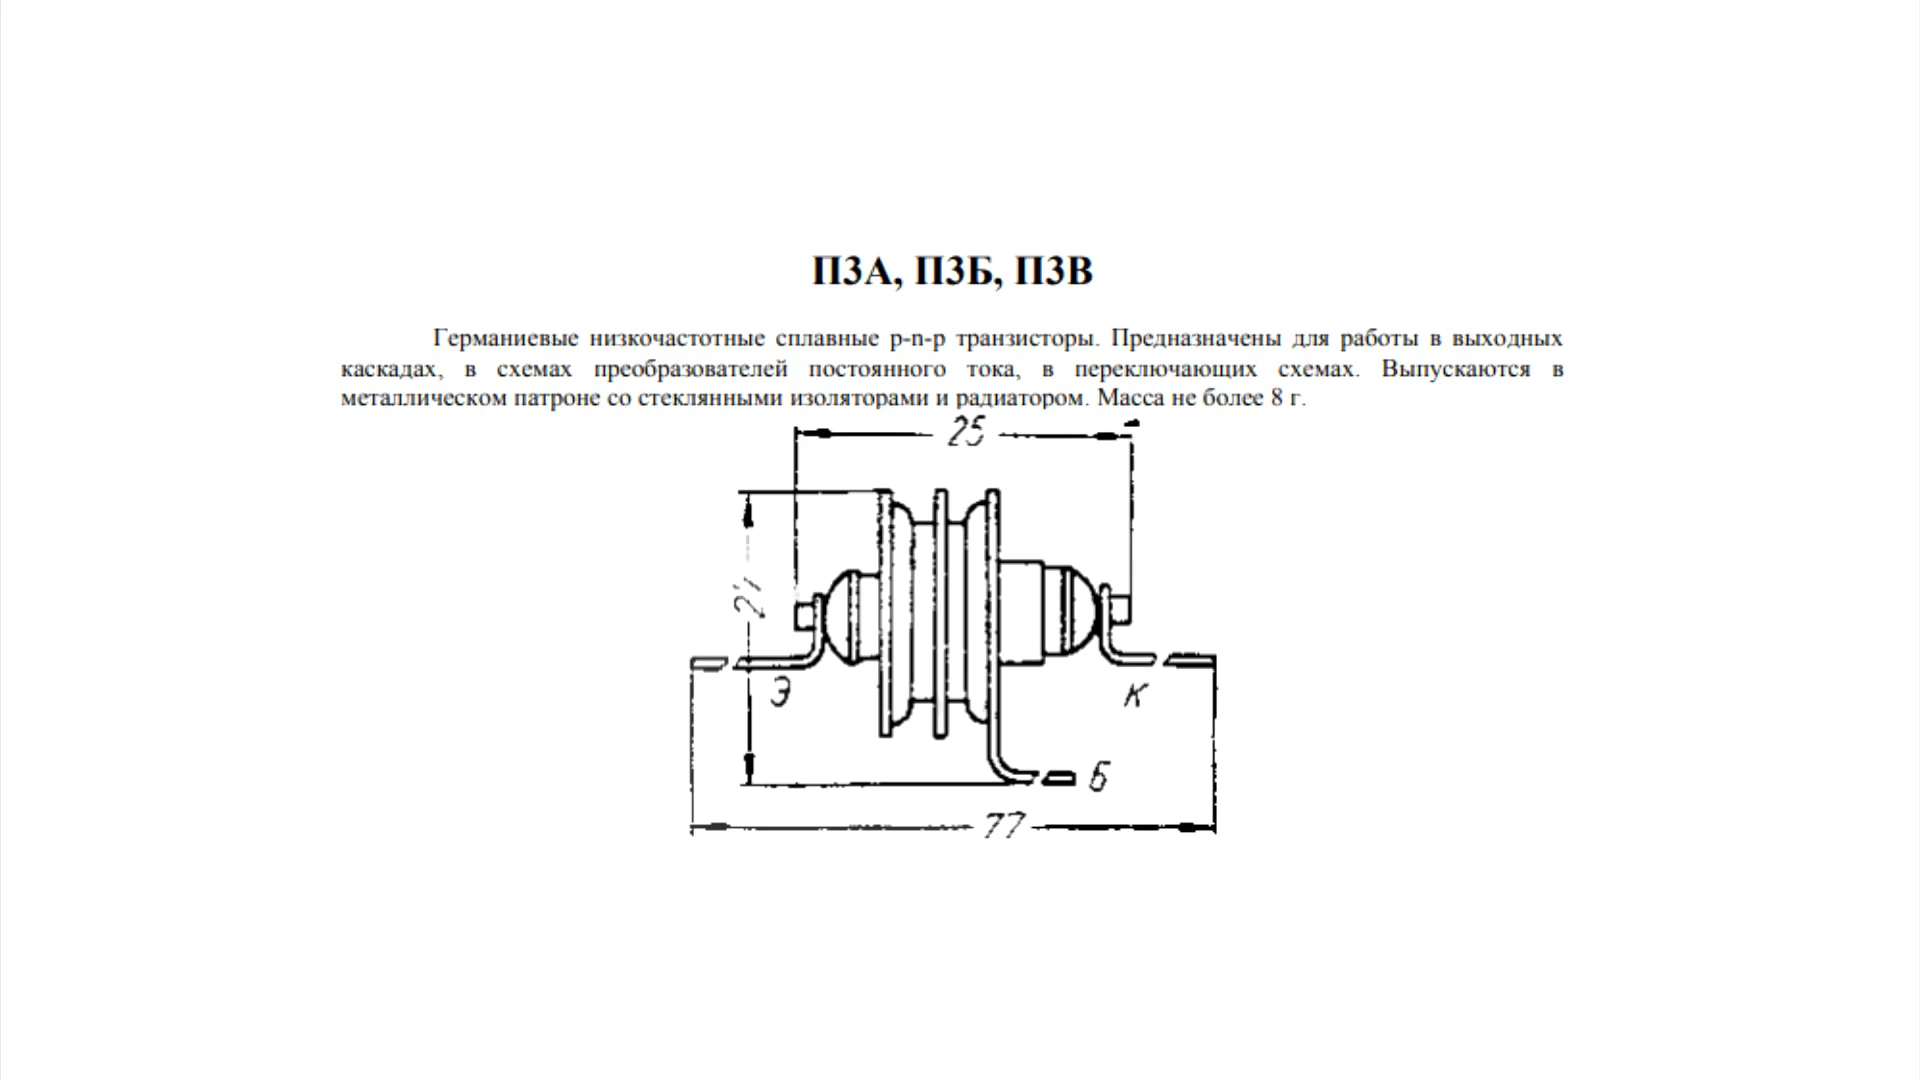 П3А, П3Б, П3В
Германиевые низкочастотные сплавные p-n-p транзисторы. Предназначены для работы в выходных
каскадах, в схемах преобразователей постоянного тока, в переключающих схемах. Выпускаются в
металлическом патроне со стеклянными изоляторами и радиатором. Масса не более 8 г.
25
Э
К
Б
77